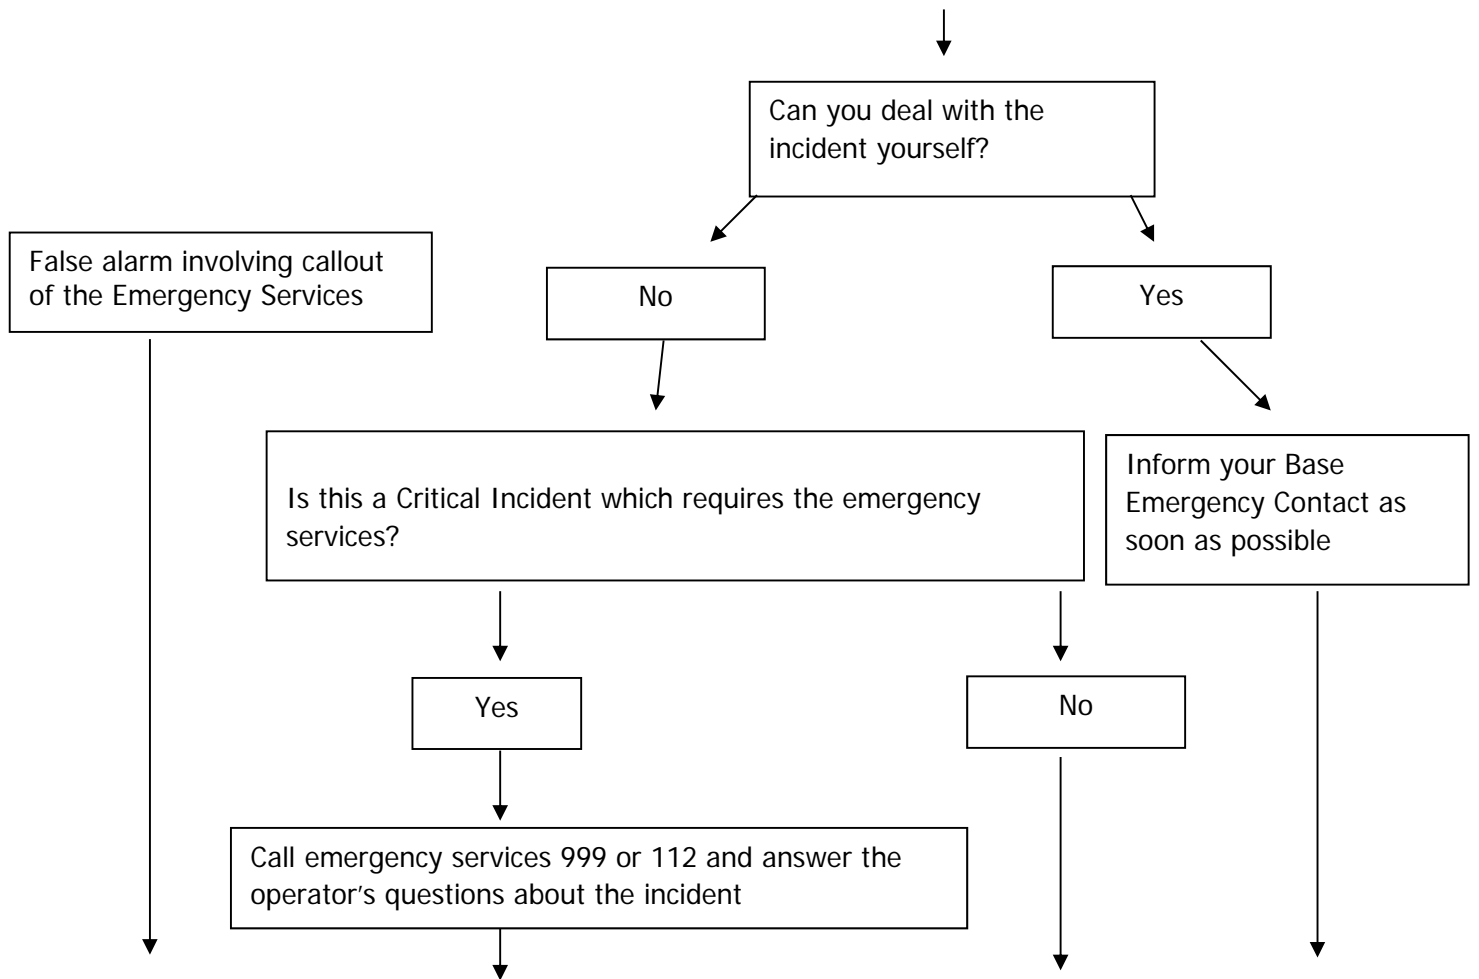 Can you deal with the
incident yourself?
False alarm involving callout
of the Emergency Services
No
Yes
Is this a Critical Incident which requires the emergency
services?
Inform your Base
Emergency Contact as
soon as possible
Yes
No
Call emergency services 999 or 112 and answer the
operator's questions about the incident